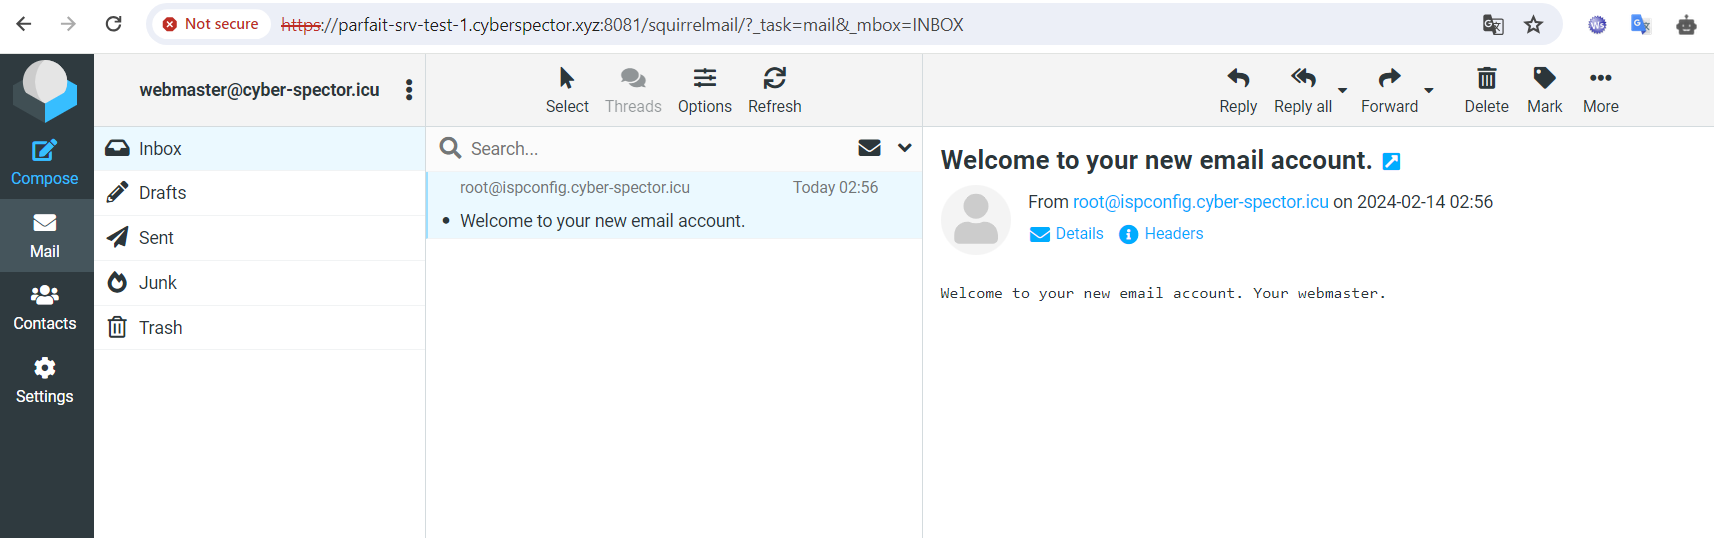 Not secure https://parfait-srv-test-1.cyberspector.xyz:8081/squirrelmail/?_task=mail&_mbox=INBOX
webmaster@cyber-spector.icu
Compose
Mail
Contacts
Settings
Inbox
Drafts
Sent
Junk
Trash
Select Threads Options Refresh
Search...
root@ispconfig.cyber-spector.icu Today 02:56
Welcome to your new email account.
Reply Reply all Forward Delete Mark More
Welcome to your new email account.
From root@ispconfig.cyber-spector.icu on 2024-02-14 02:56
Details Headers
Welcome to your new email account. Your webmaster.